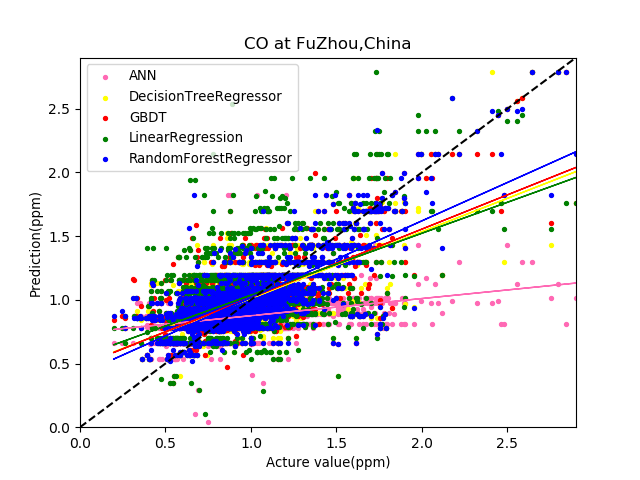 CO at FuZhou,China
ANN
DecisionTreeRegressor
GBDT
LinearRegression
RandomForestRegressor
Prediction(ppm)
2.5
2.0
1.5
1.0
0.5
0.0
0.0 0.5 1.0 1.5 2.0 2.5
Acture value(ppm)